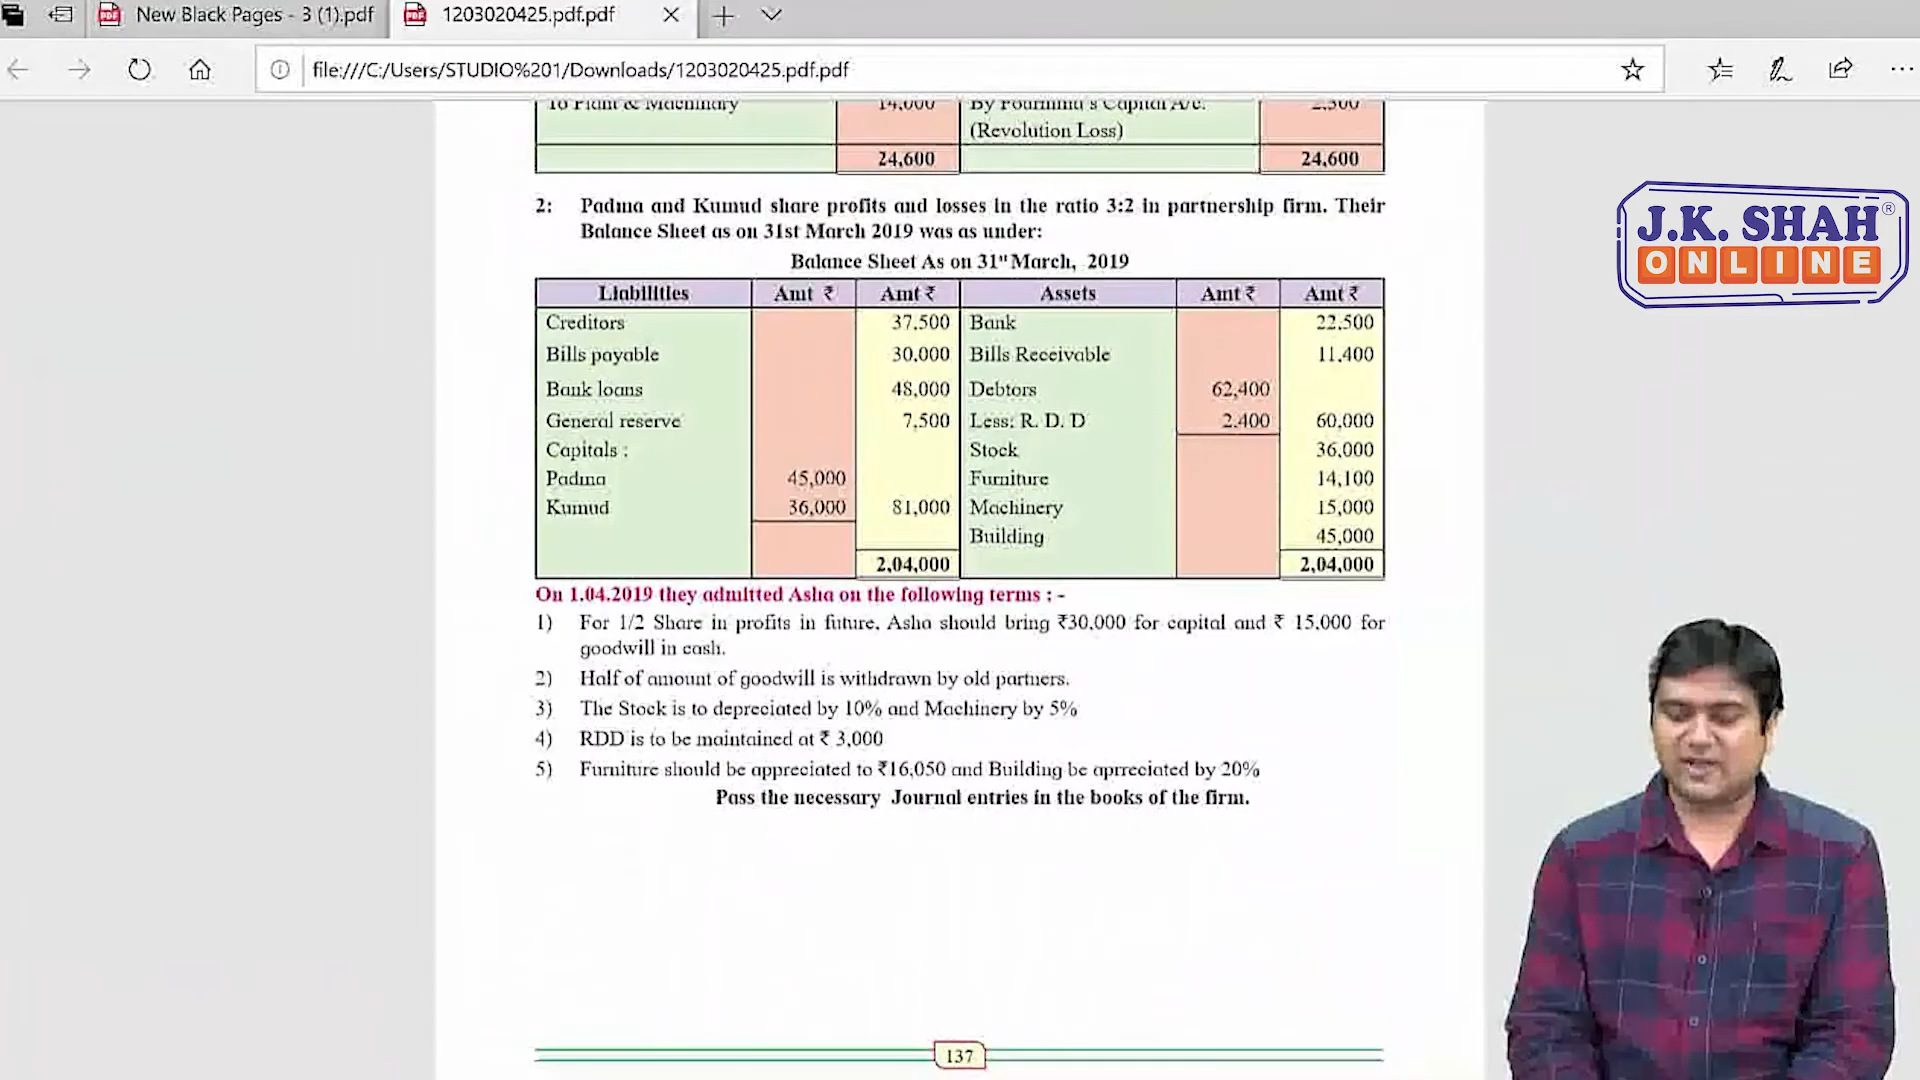 New Black Pages - 3 (1).pdf
1203020425.pdf.pdf
file:///C:/Users/STUDIO%201/Downloads/1203020425.pdf.pdf
To Plant & Machinary 14,000 By Pournima's Capital A/c. 2,500
(Revolution Loss)
24,600 24,600
2: Padma and Kumud share profits and losses in the ratio 3:2 in partnership firm. Their
Balance Sheet as on 31st March 2019 was as under:
Balance Sheet As on 31st March, 2019
Liabilities Amt ₹ Amt ₹ Assets Amt ₹ Amt ₹
Creditors 37,500 Bank 22,500
Bills payable 30,000 Bills Receivable 11,400
Bank loans 48,000 Debtors 62,400
General reserve 7,500 Less: R. D. D 2,400 60,000
Capitals : Stock 36,000
Padma 45,000 Furniture 14,100
Kumud 36,000 81,000 Machinery 15,000
Building 45,000
2,04,000 2,04,000
On 1.04.2019 they admitted Asha on the following terms : -
1) For 1/2 Share in profits in future, Asha should bring ₹30,000 for capital and ₹ 15,000 for
goodwill in cash.
2) Half of amount of goodwill is withdrawn by old partners.
3) The Stock is to depreciated by 10% and Machinery by 5%
4) RDD is to be maintained at ₹ 3,000
5) Furniture should be appreciated to ₹16,050 and Building be aprreciated by 20%
Pass the necessary Journal entries in the books of the firm.
137
J.K. SHAH®
ONLINE